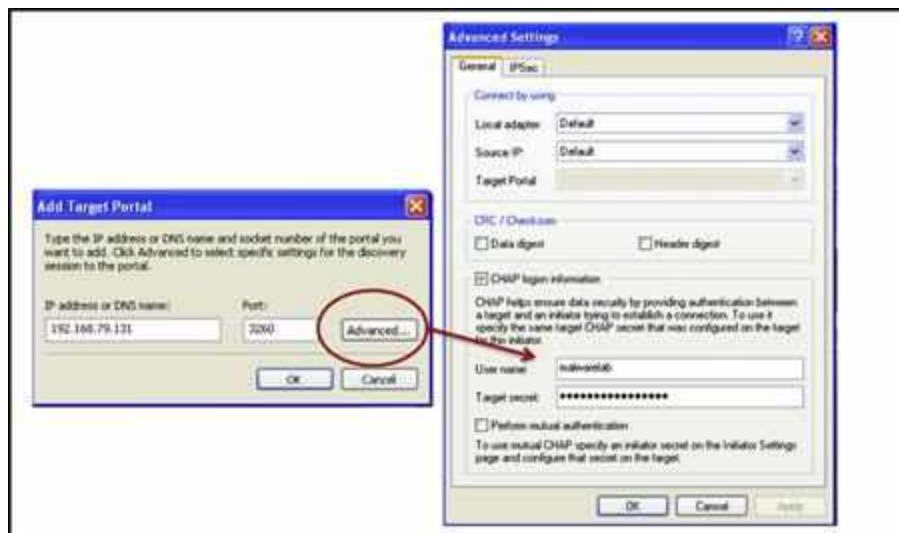 Add Target Portal
Type the IP address or DNS name and socket number of the portal you
want to add. Click Advanced to select specific settings for the discovery
session to the portal.
IP address or DNS name:
Port:
192.168.79.131
3260
Advanced...
OK
Cancel
Advanced Settings
General
IPSec
Connect by using
Local adapter
Default
Source IP
Default
Target Portal
CRC / Checksum
Data digest
Header digest
CHAP logon information
CHAP helps ensure data security by providing authentication between
a target and an initiator trying to establish a connection. To use it
specify the same target CHAP secret that was configured on the target
for this initiator.
User name
malwarelab
Target secret
••••••••••••••••
Perform mutual authentication
To use mutual CHAP specify an initiator secret on the Initiator Settings
page and configure that secret on the target.
OK
Cancel
Apply